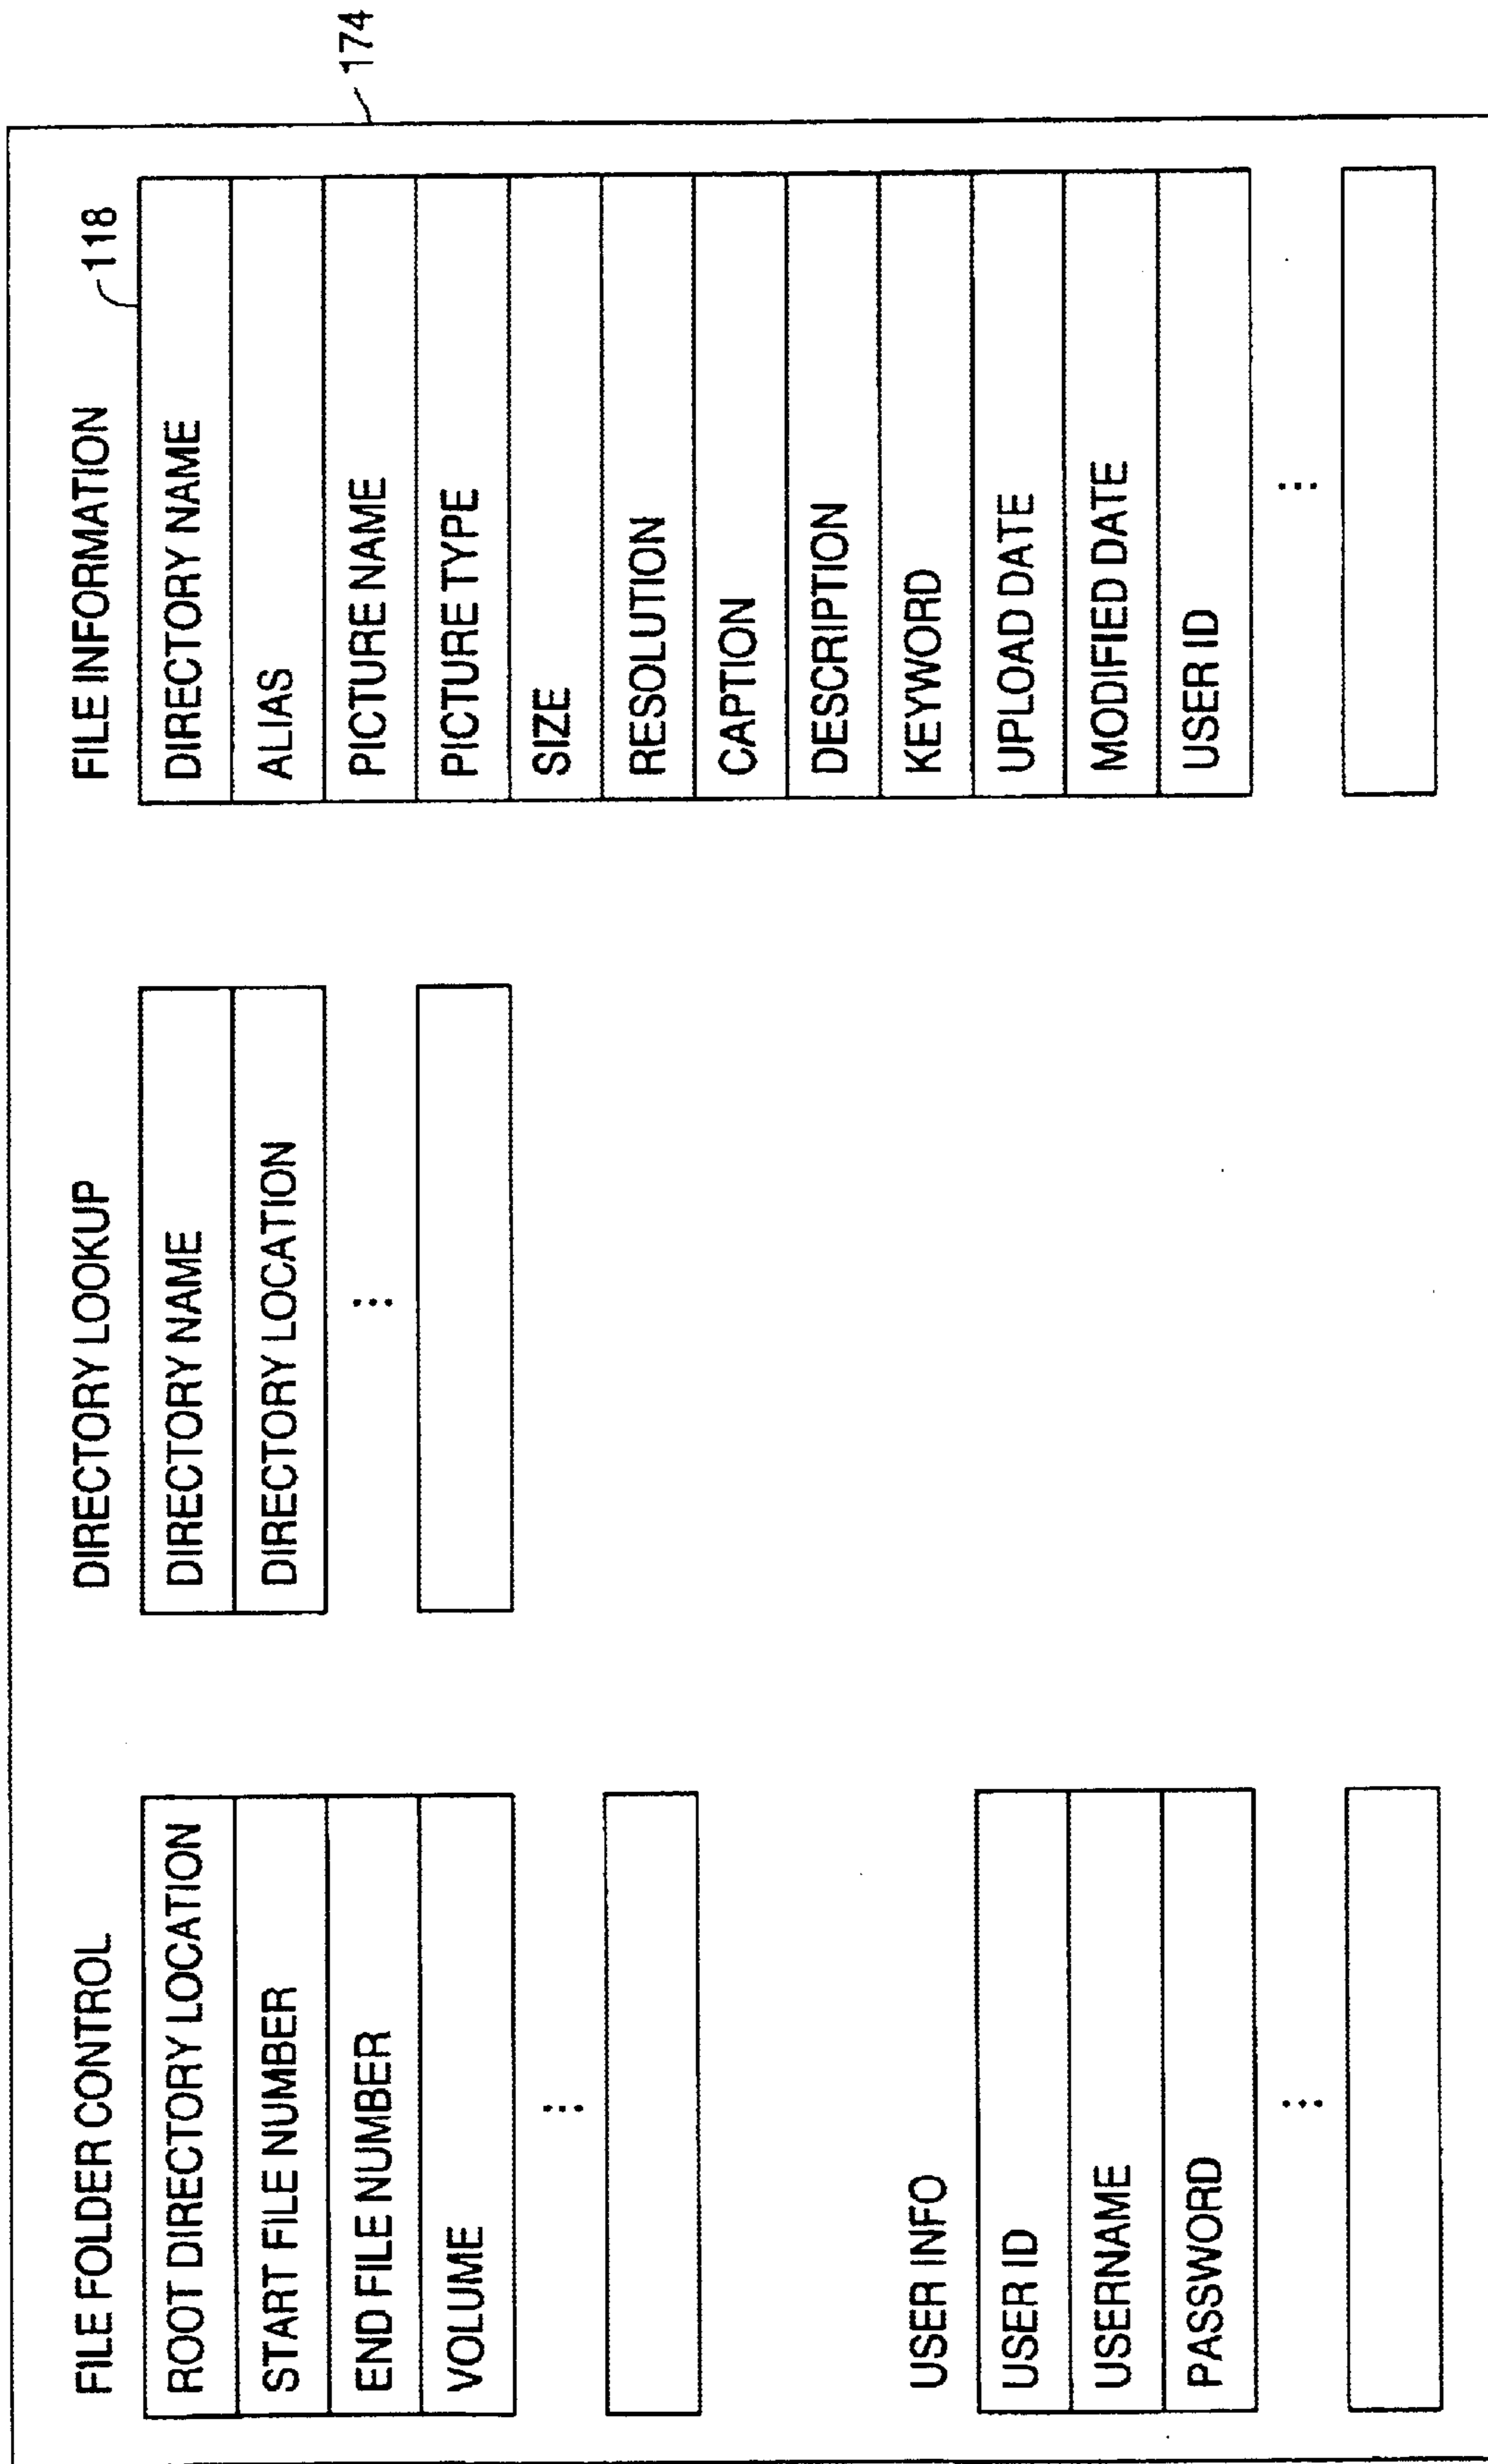 174
FILE FOLDER CONTROL
ROOT DIRECTORY LOCATION
START FILE NUMBER
END FILE NUMBER
VOLUME
...
USER INFO
USER ID
USERNAME
PASSWORD
...
DIRECTORY LOOKUP
DIRECTORY NAME
DIRECTORY LOCATION
...
FILE INFORMATION
118
DIRECTORY NAME
ALIAS
PICTURE NAME
PICTURE TYPE
SIZE
RESOLUTION
CAPTION
DESCRIPTION
KEYWORD
UPLOAD DATE
MODIFIED DATE
USER ID
...